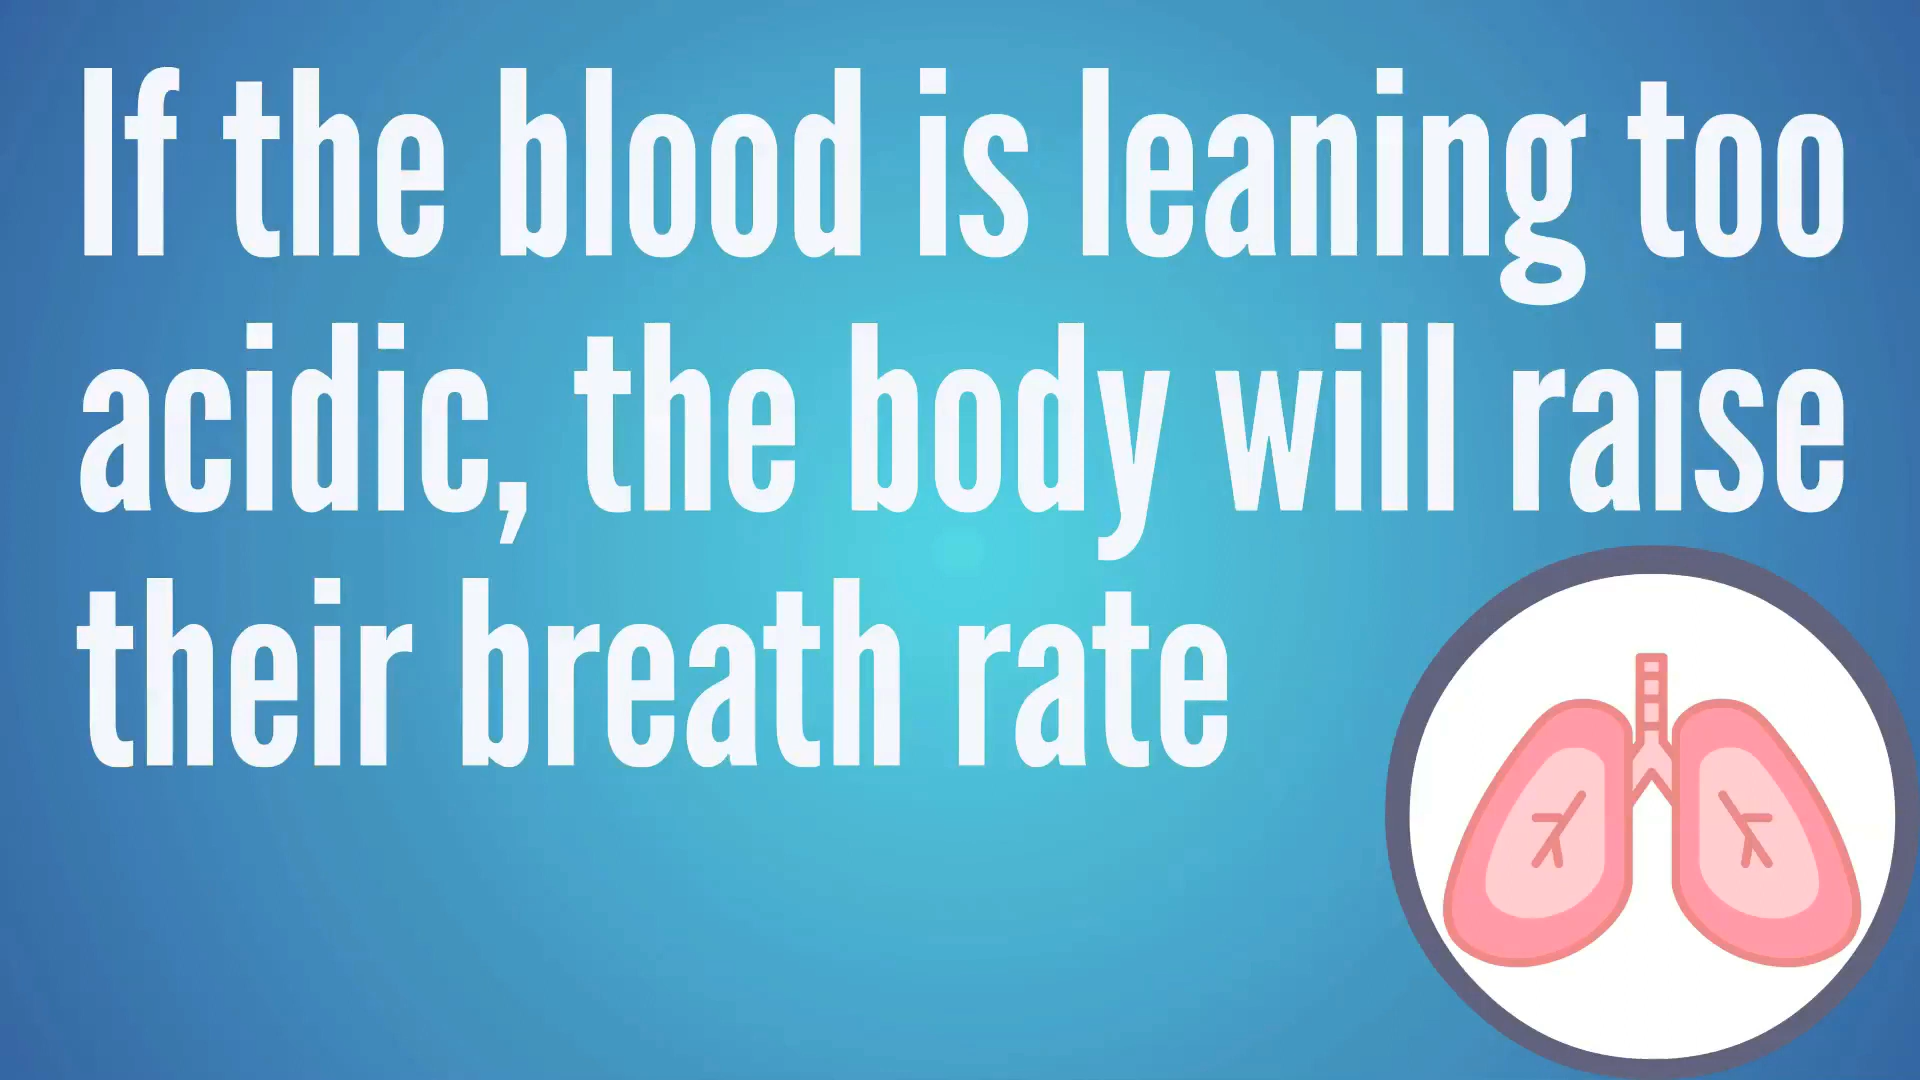 If the blood is leaning too
acidic, the body will raise
their breath rate